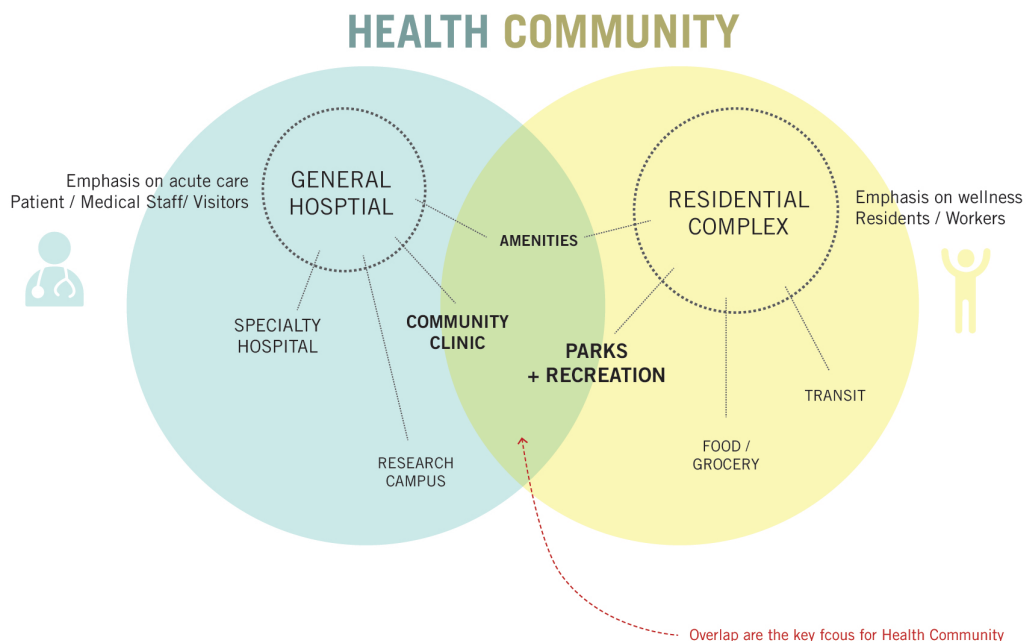 HEALTH COMMUNITY
Emphasis on acute care
Patient / Medical Staff/ Visitors
GENERAL
HOSPTIAL
AMENITIES
RESIDENTIAL
COMPLEX
Emphasis on wellness
Residents / Workers
SPECIALTY
HOSPITAL
COMMUNITY
CLINIC
PARKS
+ RECREATION
TRANSIT
RESEARCH
CAMPUS
FOOD /
GROCERY
Overlap are the key fcous for Health Community